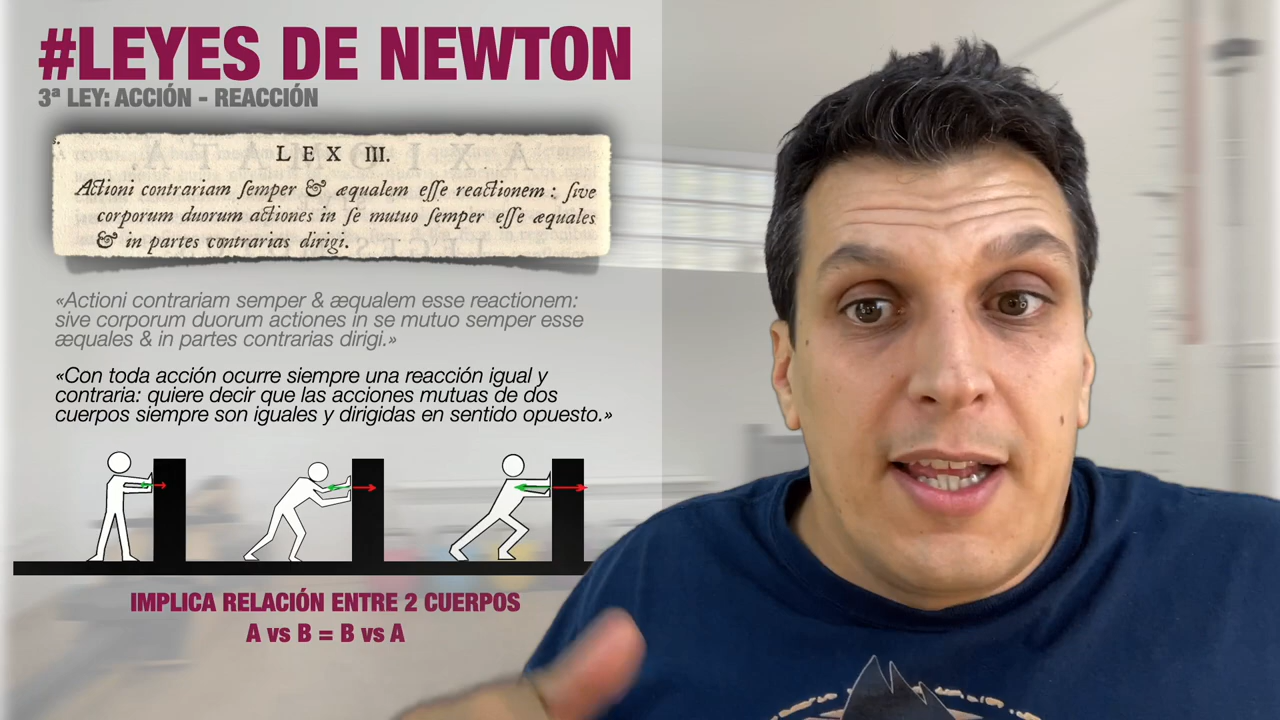 #LEYES DE NEWTON
3ª LEY: ACCIÓN - REACCIÓN
LEX III.
Actioni contrariam ſemper & æqualem eſſe reactionem : ſive
corporum duorum actiones in ſe mutuo ſemper eſſe æquales
& in partes contrarias dirigi.
«Actioni contrariam semper & æqualem esse reactionem:
sive corporum duorum actiones in se mutuo semper esse
æquales & in partes contrarias dirigi.»
«Con toda acción ocurre siempre una reacción igual y
contraria: quiere decir que las acciones mutuas de dos
cuerpos siempre son iguales y dirigidas en sentido opuesto.»
IMPLICA RELACIÓN ENTRE 2 CUERPOS
A vs B = B vs A